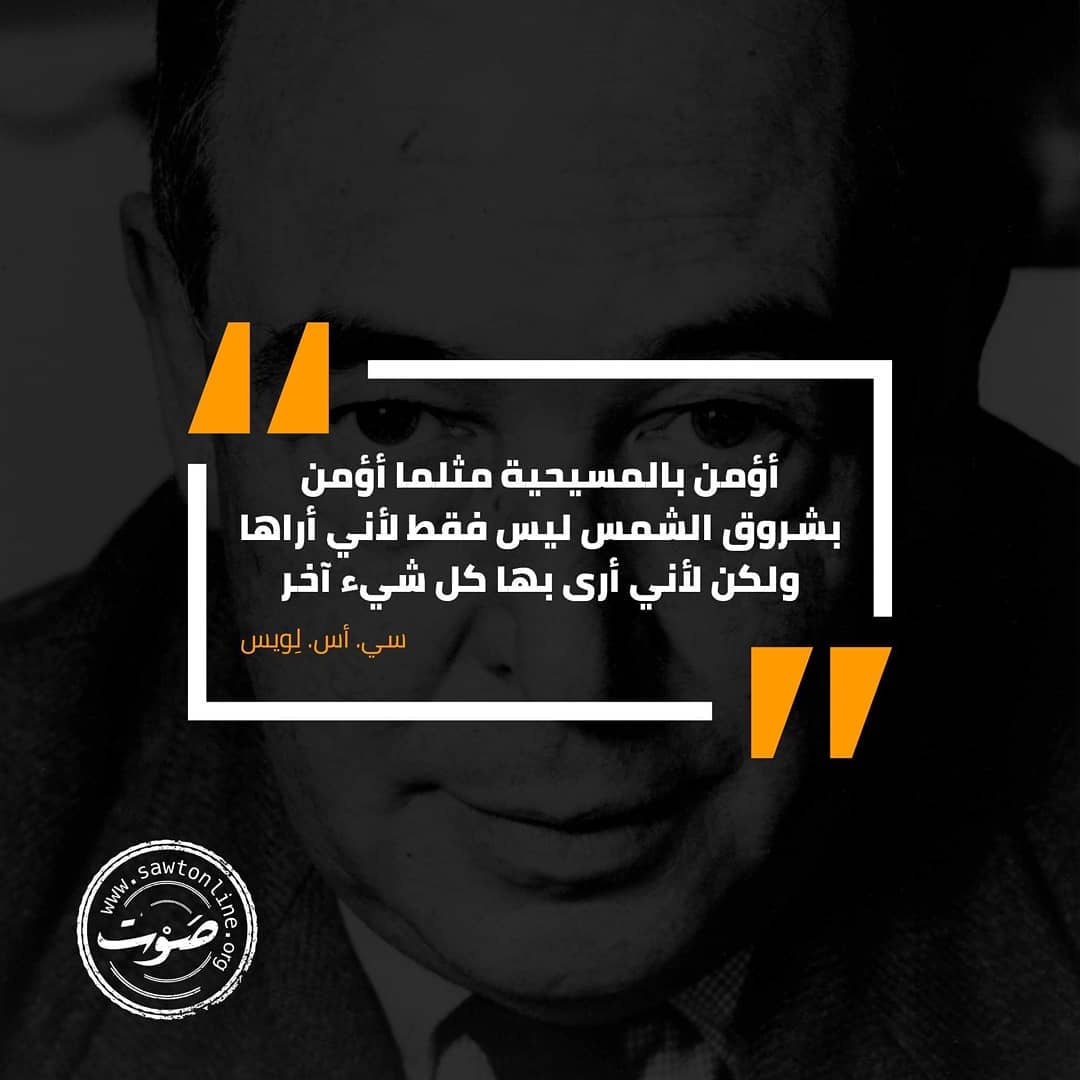 أؤمن بالمسيحية مثلما أؤمن
بشروق الشمس ليس فقط لأني أراها
ولكن لأني أرى بها كل شيء آخر
سي. أس. لِويس
www.sawtonline.org
صَوْت